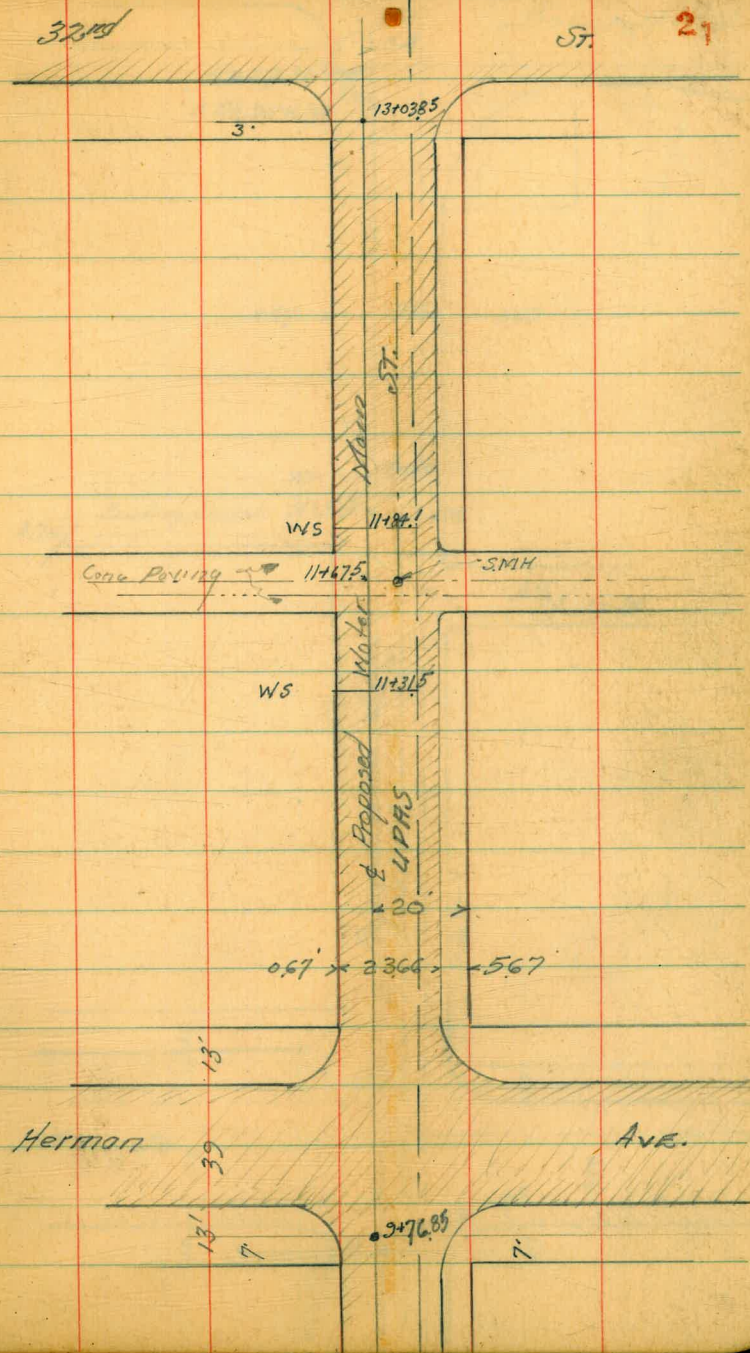 32nd St. 21
13+03.85
3'
St.
Main
WS 11+84.1
Conc Paving 11+67.5 SMH
Water
WS 11+31.5
℄ Proposed
UPAS
20'
0.67' 23.66 5.67
13'
Herman 39 AVE.
13' 7' 9+76.85 7'